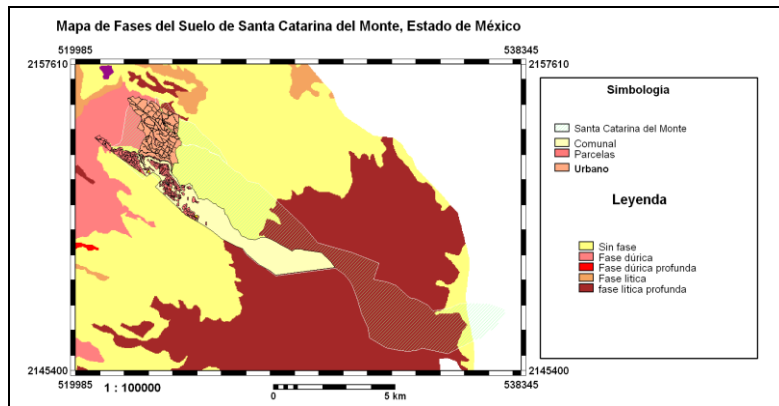 Mapa de Fases del Suelo de Santa Catarina del Monte, Estado de México
519985
538345
2157610
2157610
Simbologia
Santa Catarina del Monte
Comunal
Parcelas
Urbano
Leyenda
Sin fase
Fase dúrica
Fase dúrica profunda
Fase lítica
fase lítica profunda
2145400
2145400
519985
538345
1 : 100000
0
5 km